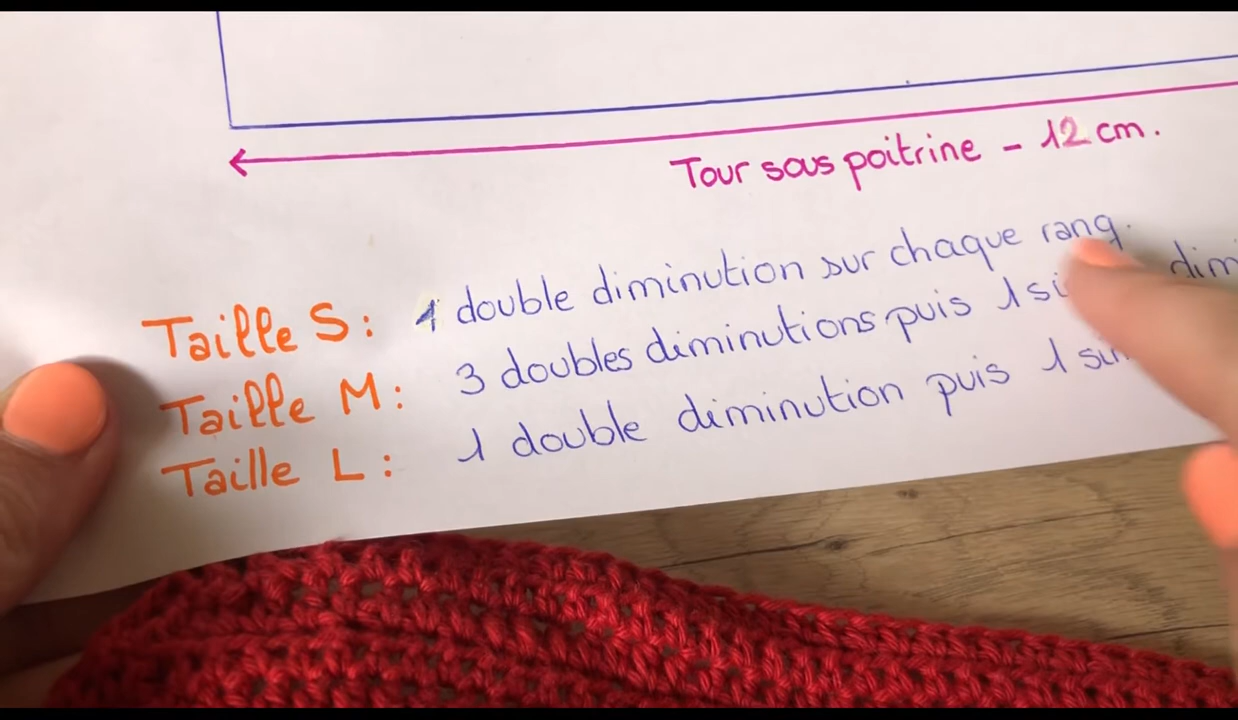 Tour sous poitrine - 12 cm.
Taille S: 1 double diminution sur chaque rang.
Taille M: 3 doubles diminutions puis 1
Taille L: 1 double diminution puis 1